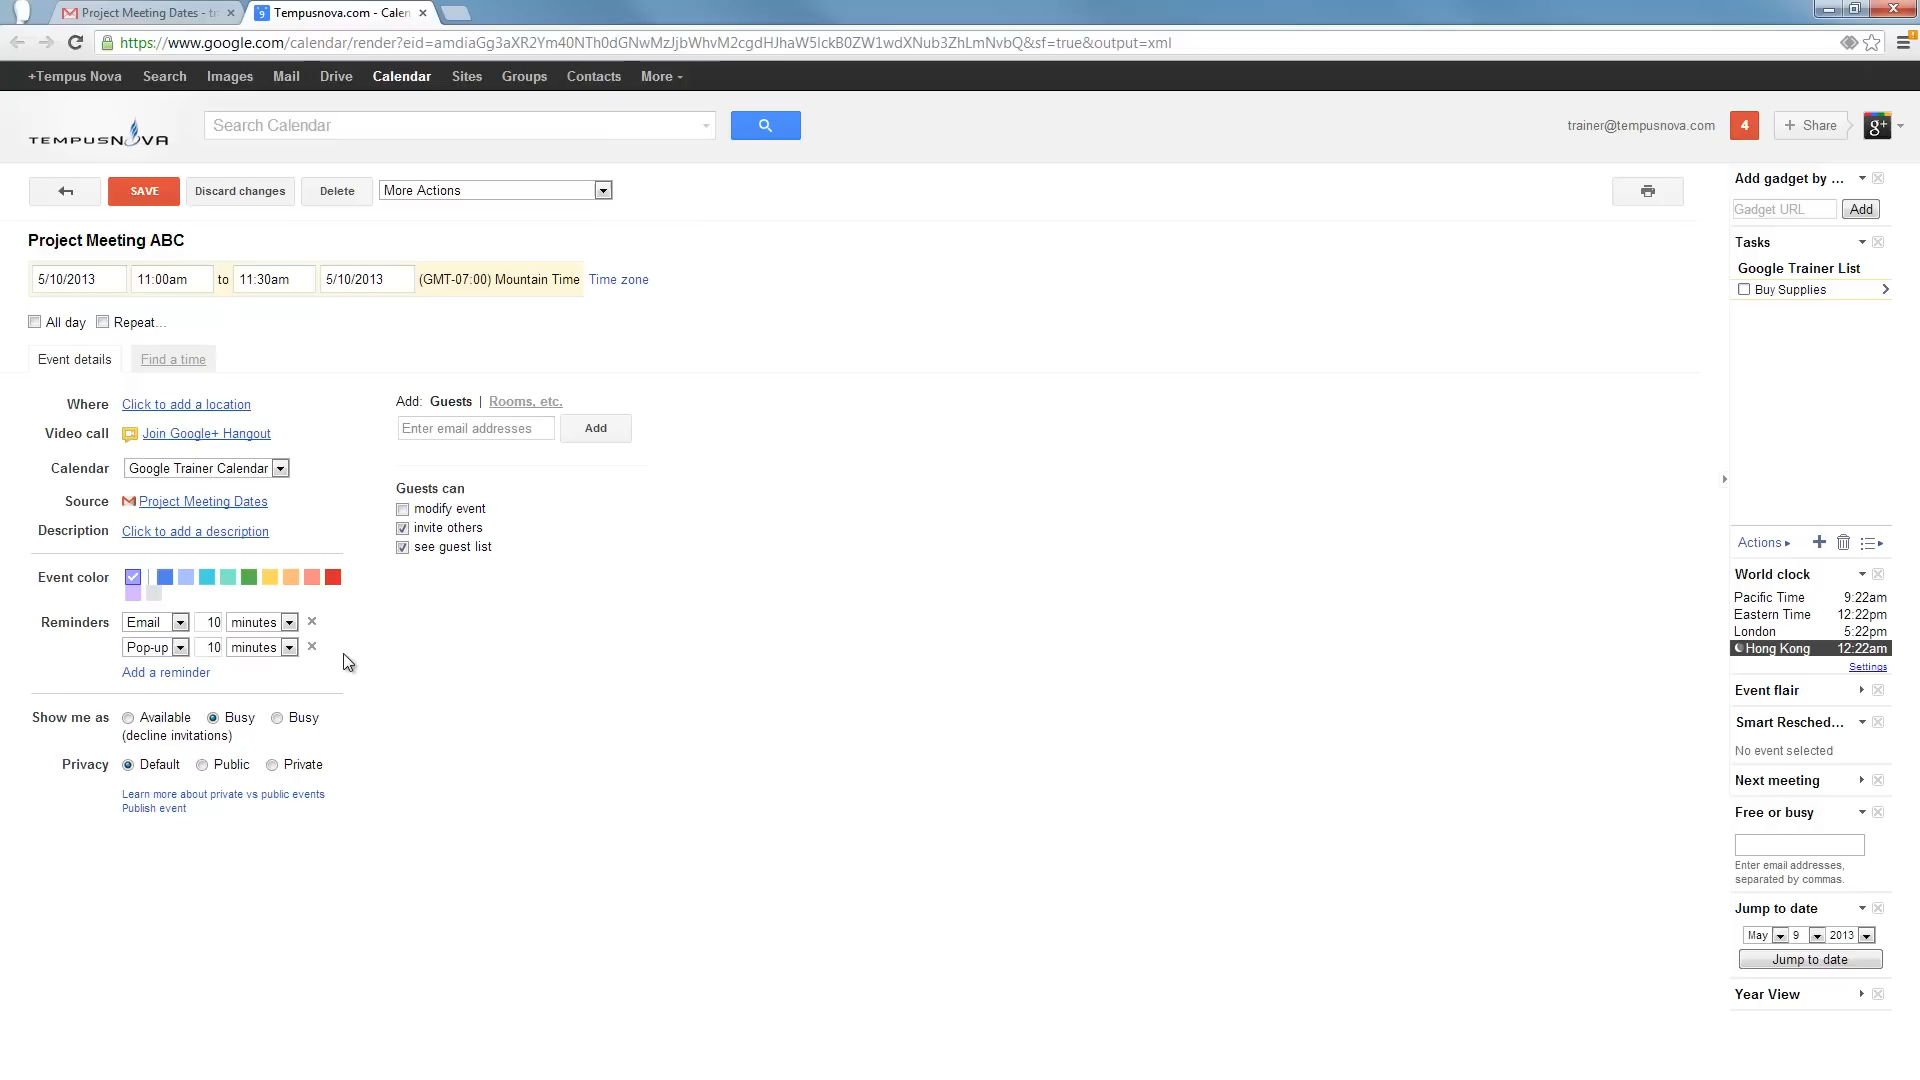 Project Meeting Dates - tr
9 Tempusnova.com - Calen
https://www.google.com/calendar/render?eid=amdiaGg3aXR2Ym40NTh0dGNwMzJjbWhvM2cgdHJhaW5lckB0ZW1wdXNub3ZhLmNvbQ&sf=true&output=xml
+Tempus Nova Search Images Mail Drive Calendar Sites Groups Contacts More
TEMPUSNOVA
Search Calendar
trainer@tempusnova.com 4 + Share g+
SAVE Discard changes Delete More Actions
Project Meeting ABC
5/10/2013 11:00am to 11:30am 5/10/2013 (GMT-07:00) Mountain Time Time zone
All day Repeat...
Event details Find a time
Where Click to add a location
Video call Join Google+ Hangout
Calendar Google Trainer Calendar
Source Project Meeting Dates
Description Click to add a description
Event color
Reminders Email 10 minutes
Pop-up 10 minutes
Add a reminder
Show me as Available Busy Busy
(decline invitations)
Privacy Default Public Private
Learn more about private vs public events
Publish event
Add: Guests | Rooms, etc.
Enter email addresses Add
Guests can
modify event
invite others
see guest list
Add gadget by ...
Gadget URL Add
Tasks
Google Trainer List
Buy Supplies
Actions
World clock
Pacific Time 9:22am
Eastern Time 12:22pm
London 5:22pm
Hong Kong 12:22am
Settings
Event flair
Smart Resched...
No event selected
Next meeting
Free or busy
Enter email addresses,
separated by commas.
Jump to date
May 9 2013
Jump to date
Year View